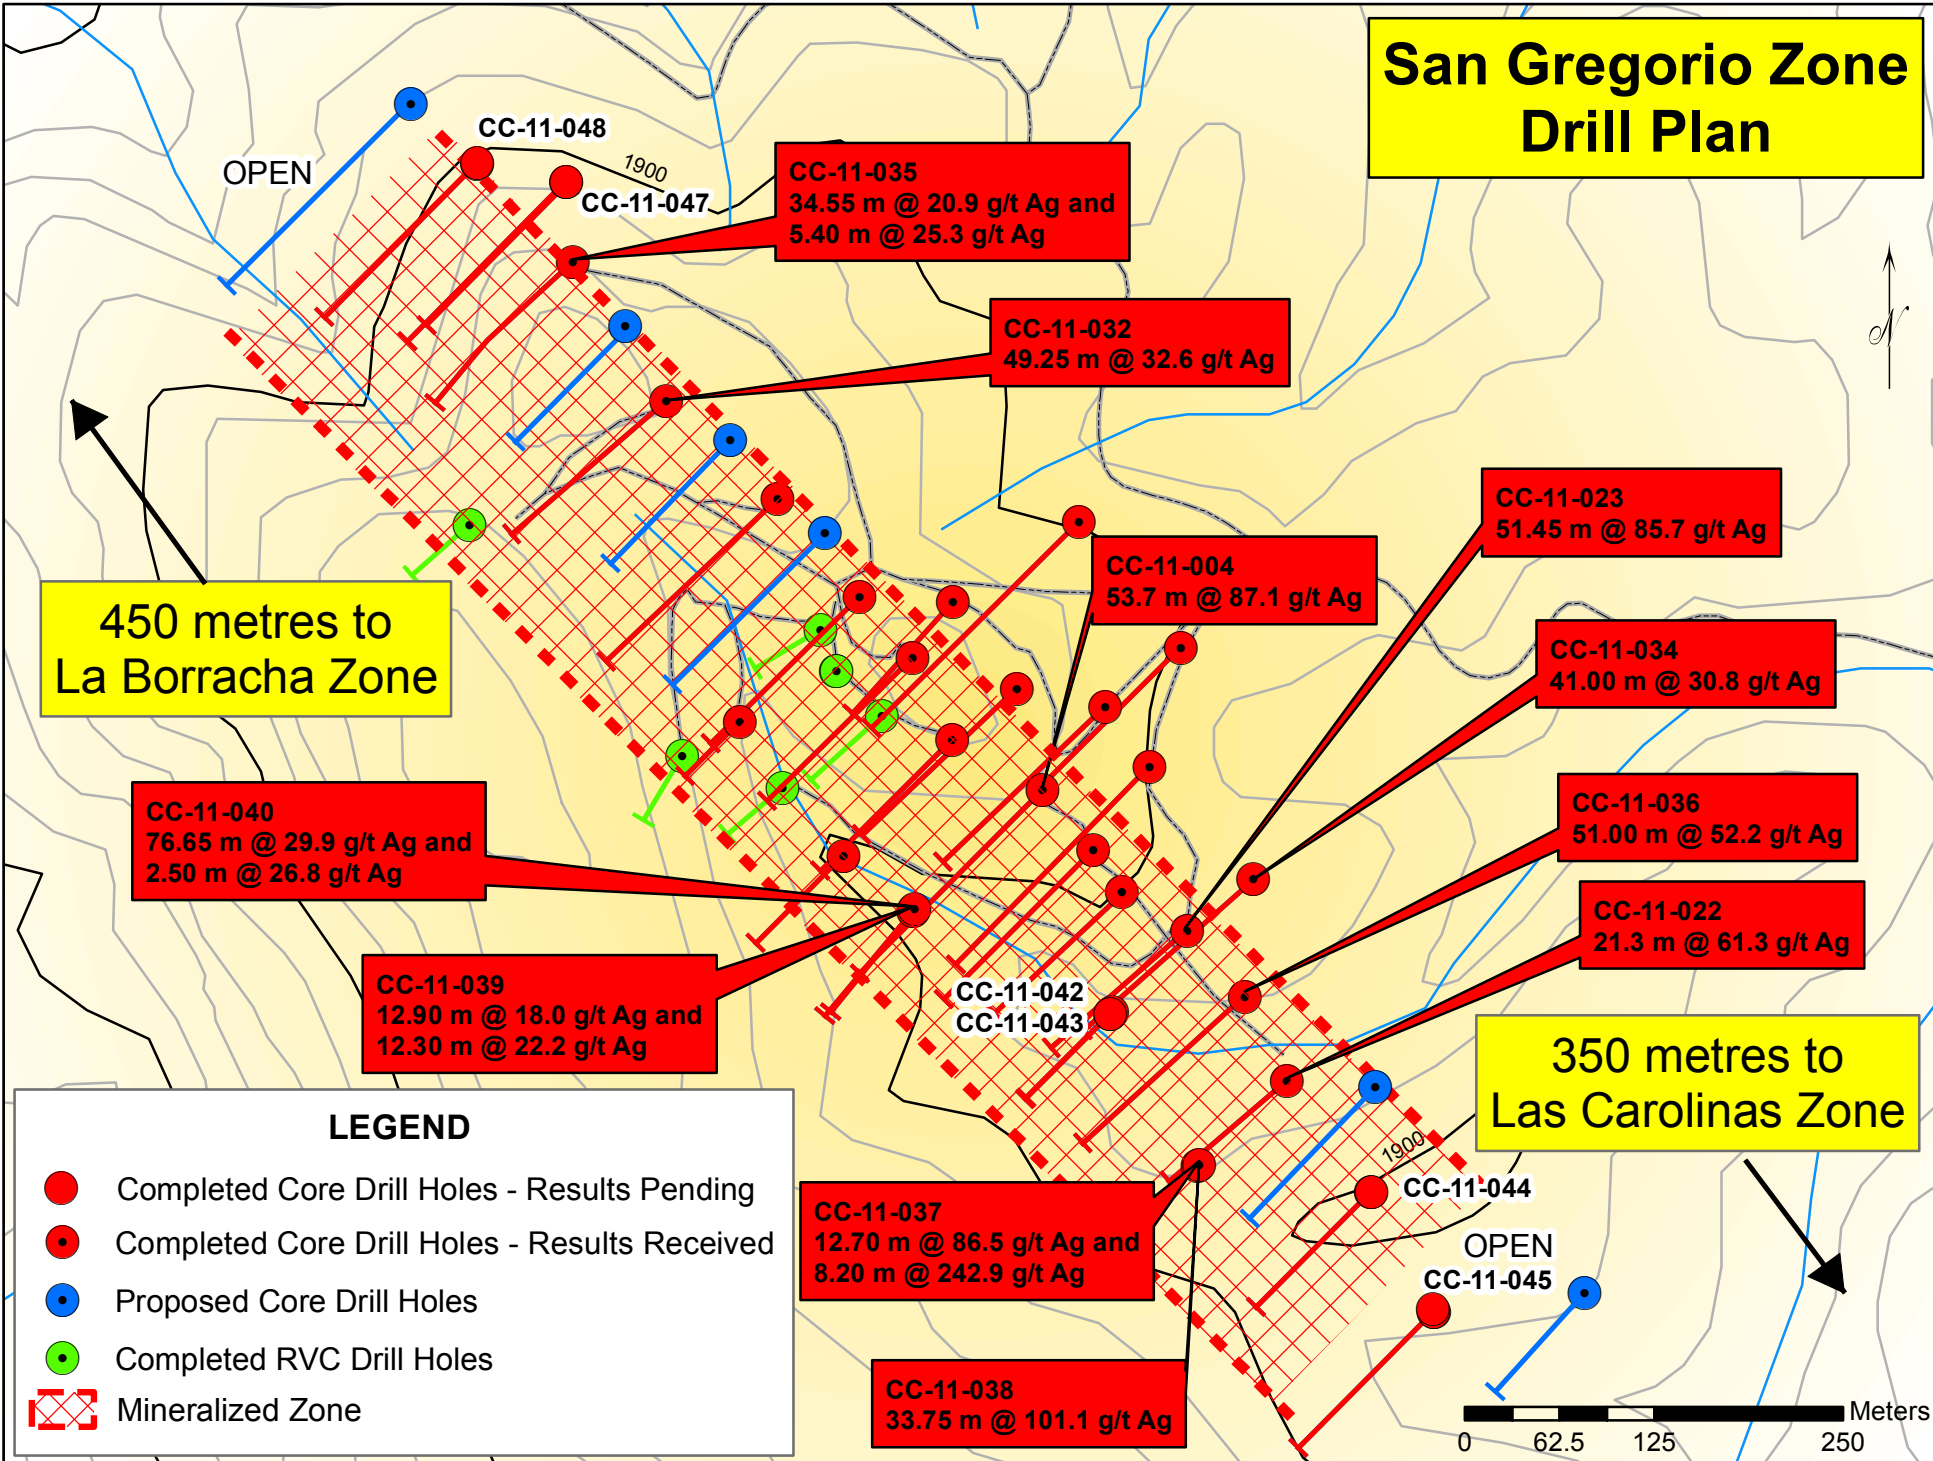 San Gregorio Zone
Drill Plan
CC-11-048
OPEN
1900
CC-11-047
CC-11-035
34.55 m @ 20.9 g/t Ag and
5.40 m @ 25.3 g/t Ag
N
CC-11-032
49.25 m @ 32.6 g/t Ag
CC-11-023
51.45 m @ 85.7 g/t Ag
CC-11-004
53.7 m @ 87.1 g/t Ag
450 metres to
La Borracha Zone
CC-11-034
41.00 m @ 30.8 g/t Ag
CC-11-040
76.65 m @ 29.9 g/t Ag and
2.50 m @ 26.8 g/t Ag
CC-11-036
51.00 m @ 52.2 g/t Ag
CC-11-022
21.3 m @ 61.3 g/t Ag
CC-11-039
12.90 m @ 18.0 g/t Ag and
12.30 m @ 22.2 g/t Ag
CC-11-042
CC-11-043
350 metres to
Las Carolinas Zone
1900
CC-11-044
CC-11-037
12.70 m @ 86.5 g/t Ag and
8.20 m @ 242.9 g/t Ag
OPEN
CC-11-045
CC-11-038
33.75 m @ 101.1 g/t Ag
LEGEND
Completed Core Drill Holes - Results Pending
Completed Core Drill Holes - Results Received
Proposed Core Drill Holes
Completed RVC Drill Holes
Mineralized Zone
Meters
0 62.5 125 250